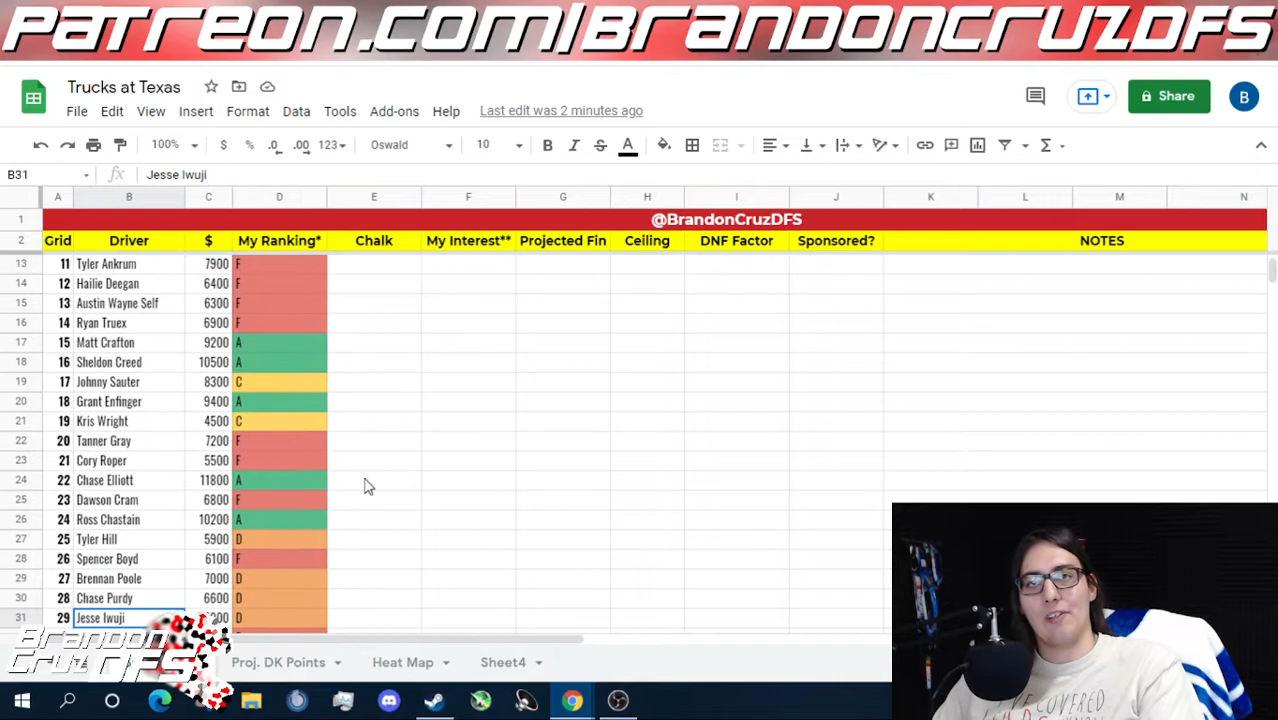 Patreon.com/BrandonCruzDFS
Trucks at Texas
File Edit View Insert Format Data Tools Add-ons Help Last edit was 2 minutes ago
Share
B
100% $ % .0 .00 123 Oswald 10 B I S A
B31 fx Jesse Iwuji
A B C D E F G H I J K L M N
1 @BrandonCruzDFS
2 Grid Driver $ My Ranking* Chalk My Interest** Projected Fin Ceiling DNF Factor Sponsored? NOTES
13 11 Tyler Ankrum 7900 F
14 12 Hailie Deegan 6400 F
15 13 Austin Wayne Self 6300 F
16 14 Ryan Truex 6900 F
17 15 Matt Crafton 9200 A
18 16 Sheldon Creed 10500 A
19 17 Johnny Sauter 8300 C
20 18 Grant Enfinger 9400 A
21 19 Kris Wright 4500 C
22 20 Tanner Gray 7200 F
23 21 Cory Roper 5500 F
24 22 Chase Elliott 11800 A
25 23 Dawson Cram 6800 F
26 24 Ross Chastain 10200 A
27 25 Tyler Hill 5900 D
28 26 Spencer Boyd 6100 F
29 27 Brennan Poole 7000 D
30 28 Chase Purdy 6600 D
31 29 Jesse Iwuji D
Brandon
CruzDFS
Proj. DK Points Heat Map Sheet4